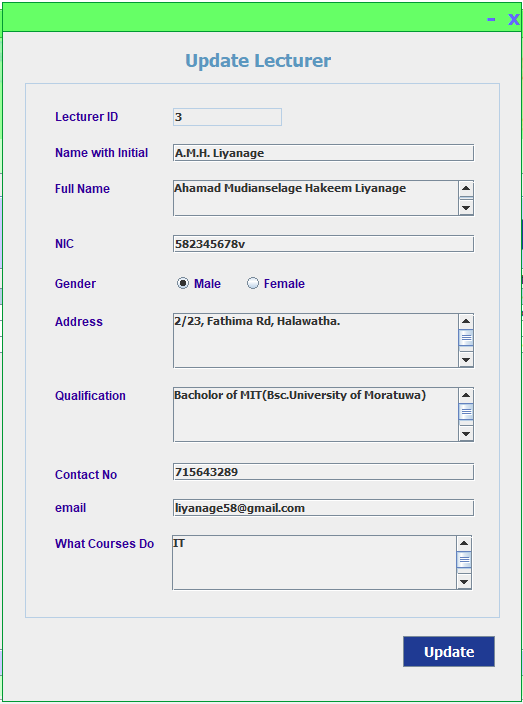 - x
Update Lecturer
Lecturer ID 3
Name with Initial A.M.H. Liyanage
Full Name Ahamad Mudianselage Hakeem Liyanage
NIC 582345678v
Gender Male Female
Address 2/23, Fathima Rd, Halawatha.
Qualification Bacholor of MIT(Bsc.University of Moratuwa)
Contact No 715643289
email liyanage58@gmail.com
What Courses Do IT
Update